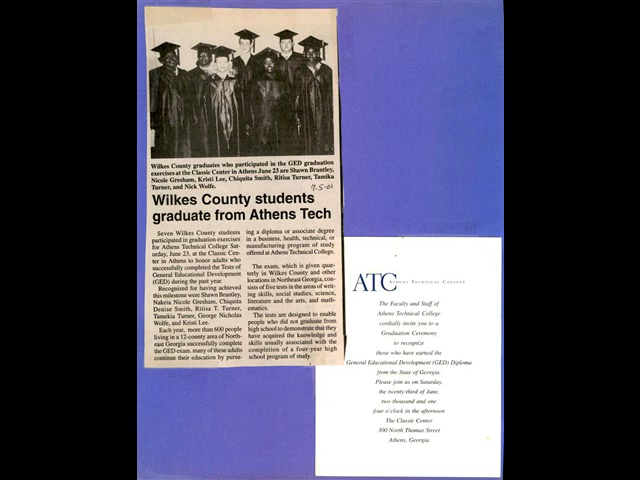 Wilkes County graduates who participated in the GED graduation
exercises at the Classic Center in Athens June 23 are Shawn Brantley,
Nicole Gresham, Kristi Lee, Chiquita Smith, Ritisa Turner, Tamika
Turner, and Nick Wolfe.
7-5-01
Wilkes County students
graduate from Athens Tech
Seven Wilkes County students
participated in graduation exercises
for Athens Technical College Sat-
urday, June 23, at the Classic Cen-
ter in Athens to honor adults who
successfully completed the Tests of
General Educational Development
(GED) during the past year.
Recognized for having achieved
this milestone were Shawn Brantley,
Nakeia Nicole Gresham, Chiquita
Denise Smith, Ritisa T. Turner,
Tamekia Turner, George Nicholas
Wolfe, and Kristi Lee.
Each year, more than 600 people
living in a 12-county area of North-
east Georgia successfully complete
the GED exam. many of these adults
continue their education by pursu-
ing a diploma or associate degree
in a business, health, technical, or
manufacturing program of study
offered at Athens Technical College.
The exam, which is given quar-
terly in Wilkes County and other
locations in Northeast Georgia, con-
sists of five tests in the areas of writ-
ing skills, social studies, science,
literature and the arts, and math-
ematics.
The tests are designed to enable
people who did not graduate from
high school to demonstrate that they
have acquired the knowledge and
skills usually associated with the
completion of a four-year high
school program of study.
ATC ATHENS TECHNICAL COLLEGE
The Faculty and Staff of
Athens Technical College
cordially invite you to a
Graduation Ceremony
to recognize
those who have earned the
General Educational Development (GED) Diploma
from the State of Georgia.
Please join us on Saturday,
the twenty-third of June,
two thousand and one
four o'clock in the afternoon
The Classic Center
300 North Thomas Street
Athens, Georgia